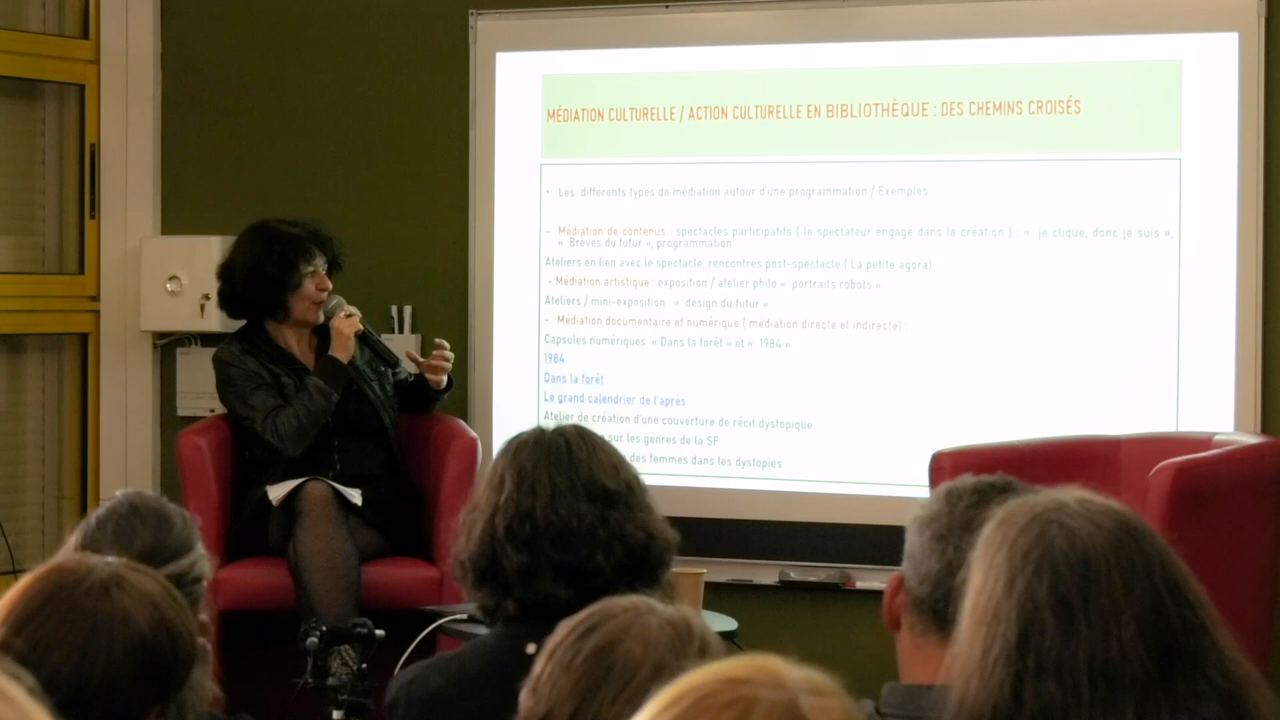 MÉDIATION CULTURELLE / ACTION CULTURELLE EN BIBLIOTHÈQUE : DES CHEMINS CROISÉS
• Les différents types de médiation autour d'une programmation / Exemples
- Médiation de contenus : spectacles participatifs ( le spectateur engagé dans la création ) : « je clique, donc je suis »,
« Brèves du futur », programmation
Ateliers en lien avec le spectacle, rencontres post-spectacle ( La petite agora)
- Médiation artistique : exposition / atelier philo « portraits robots »
Ateliers / mini-exposition : « design du futur »
- Médiation documentaire et numérique ( médiation directe et indirecte) :
Capsules numériques « Dans la forêt » et « 1984 »
1984
Dans la forêt
Le grand calendrier de l'après
Atelier de création d'une couverture de récit dystopique
sur les genres de la SF
des femmes dans les dystopies